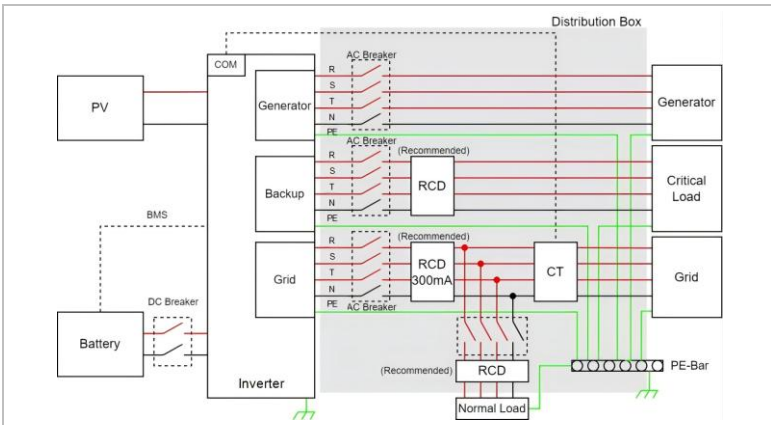 Distribution Box
AC Breaker
COM
R
S
T
N
PE
PV
Generator
Generator
AC Breaker
(Recommended)
R
S
T
N
PE
Backup
RCD
Critical
Load
BMS
(Recommended)
R
S
T
N
PE
Grid
RCD
300mA
CT
Grid
AC Breaker
DC Breaker
Battery
Inverter
(Recommended)
RCD
PE-Bar
Normal Load